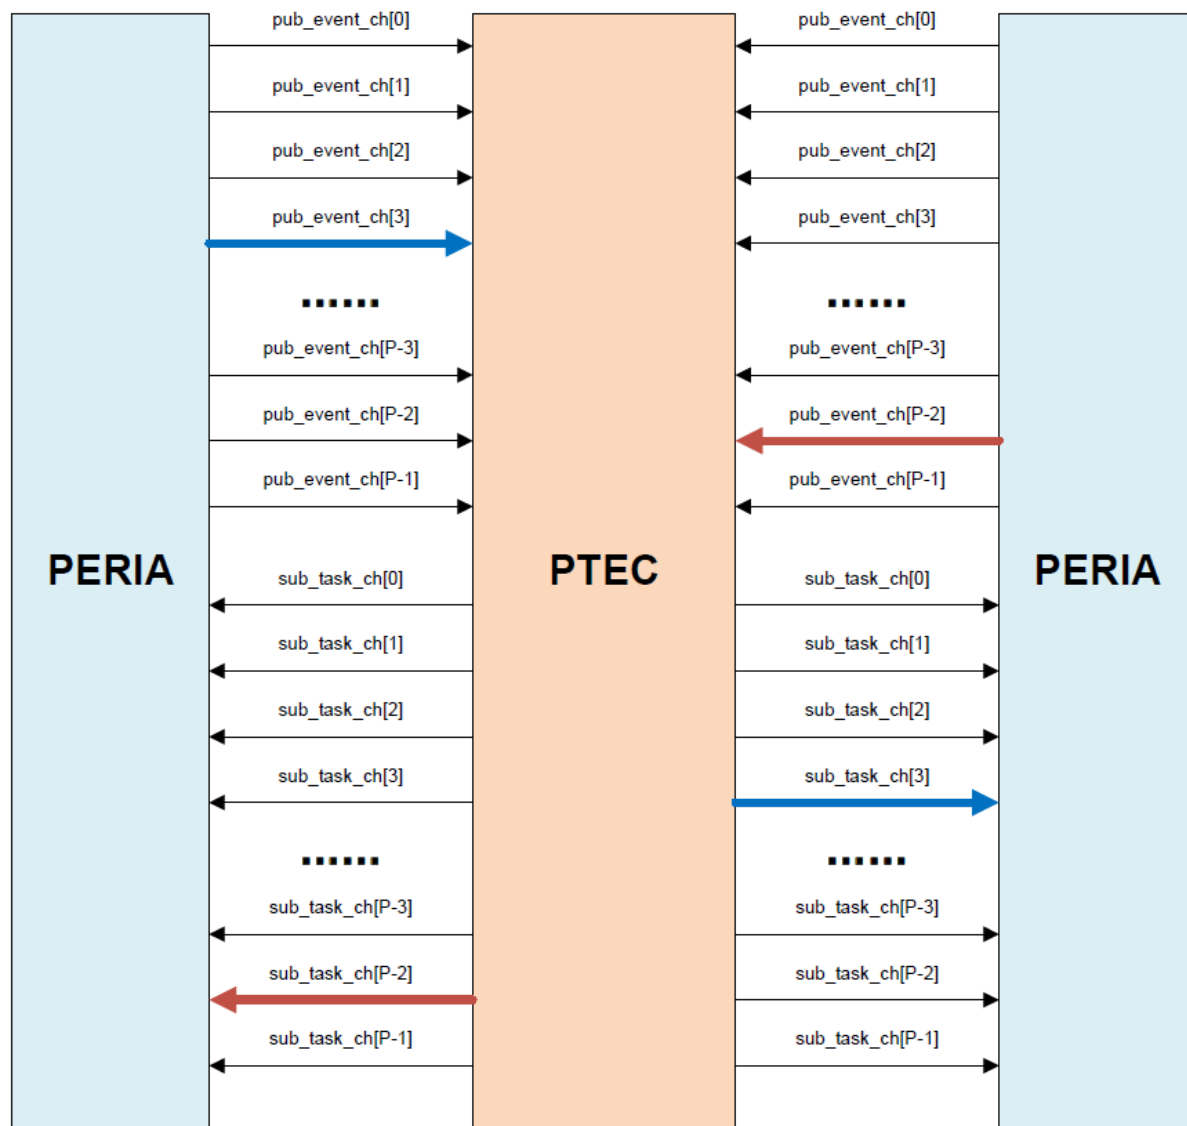 pub_event_ch[0]
pub_event_ch[1]
pub_event_ch[2]
pub_event_ch[3]
......
pub_event_ch[P-3]
pub_event_ch[P-2]
pub_event_ch[P-1]
sub_task_ch[0]
sub_task_ch[1]
sub_task_ch[2]
sub_task_ch[3]
......
sub_task_ch[P-3]
sub_task_ch[P-2]
sub_task_ch[P-1]
PERIA
PTEC
PERIA
pub_event_ch[0]
pub_event_ch[1]
pub_event_ch[2]
pub_event_ch[3]
......
pub_event_ch[P-3]
pub_event_ch[P-2]
pub_event_ch[P-1]
sub_task_ch[0]
sub_task_ch[1]
sub_task_ch[2]
sub_task_ch[3]
......
sub_task_ch[P-3]
sub_task_ch[P-2]
sub_task_ch[P-1]